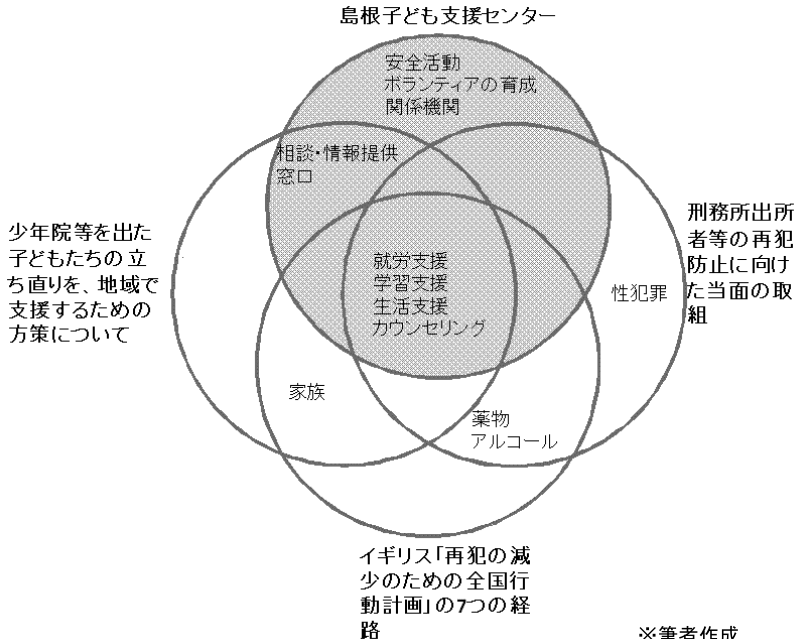 島根子ども支援センター
安全活動
ボランティアの育成
関係機関
相談・情報提供
窓口
少年院等を出た
子どもたちの立
ち直りを、地域で
支援するための
方策について
就労支援
学習支援
生活支援
カウンセリング
性犯罪
刑務所出所
者等の再犯
防止に向け
た当面の取
組
家族
薬物
アルコール
イギリス「再犯の減
少のための全国行
動計画」の7つの経
路
※筆者作成